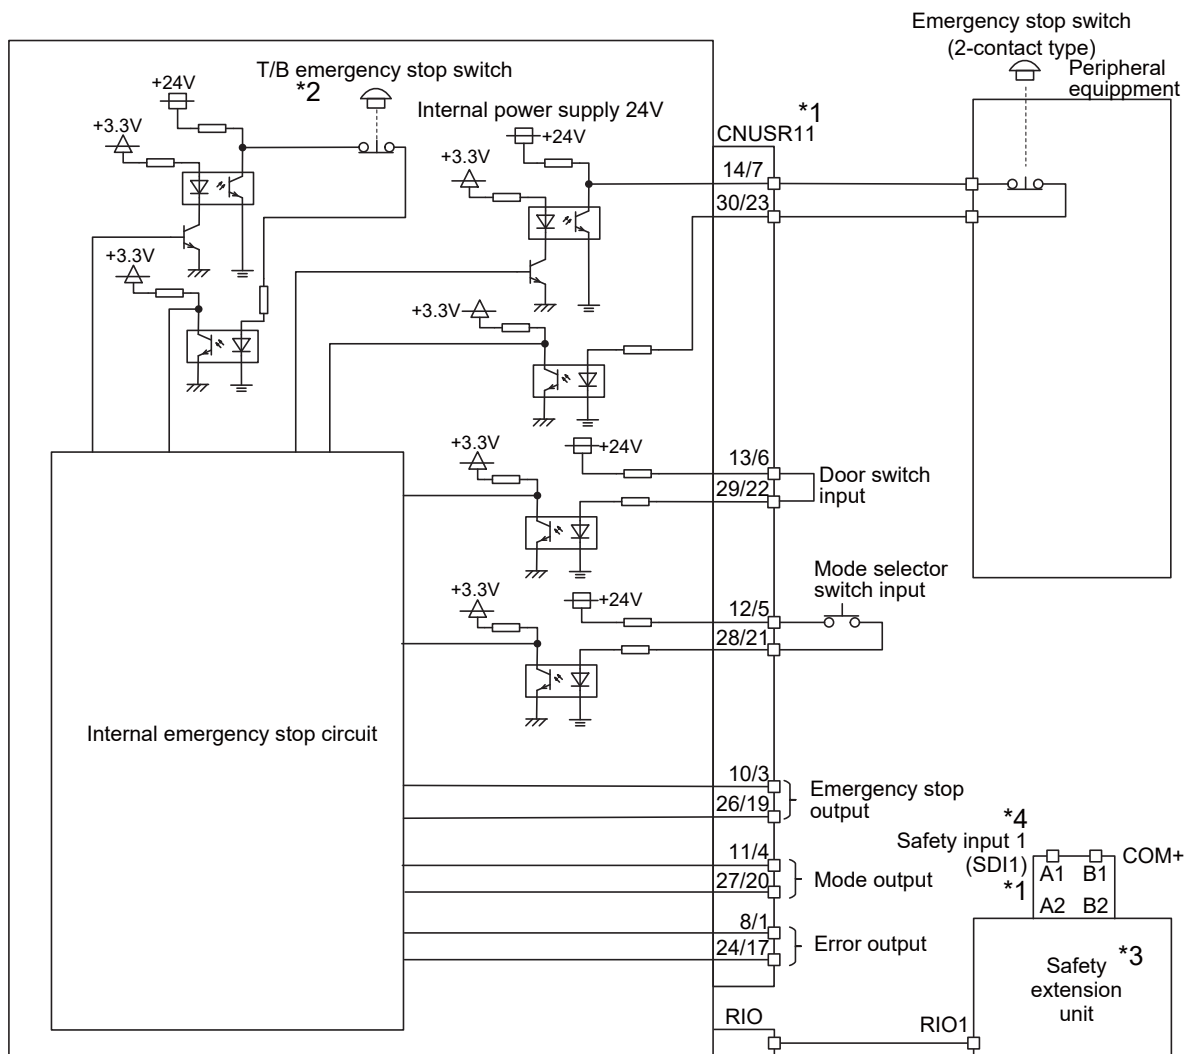 Emergency stop switch
(2-contact type)
Peripheral
equippment
T/B emergency stop switch
*2
+24V
+3.3V
Internal power supply 24V
+24V
+3.3V
*1
CNUSR11
14/7
30/23
+3.3V
+3.3V
+3.3V
+24V
13/6
29/22
Door switch
input
+3.3V
+24V
12/5
28/21
Mode selector
switch input
Internal emergency stop circuit
10/3
26/19
Emergency stop
output
11/4
27/20
Mode output
8/1
24/17
Error output
*4
Safety input 1
(SDI1)
*1
COM+
A1 B1
A2 B2
Safety
extension
unit
*3
RIO
RIO1